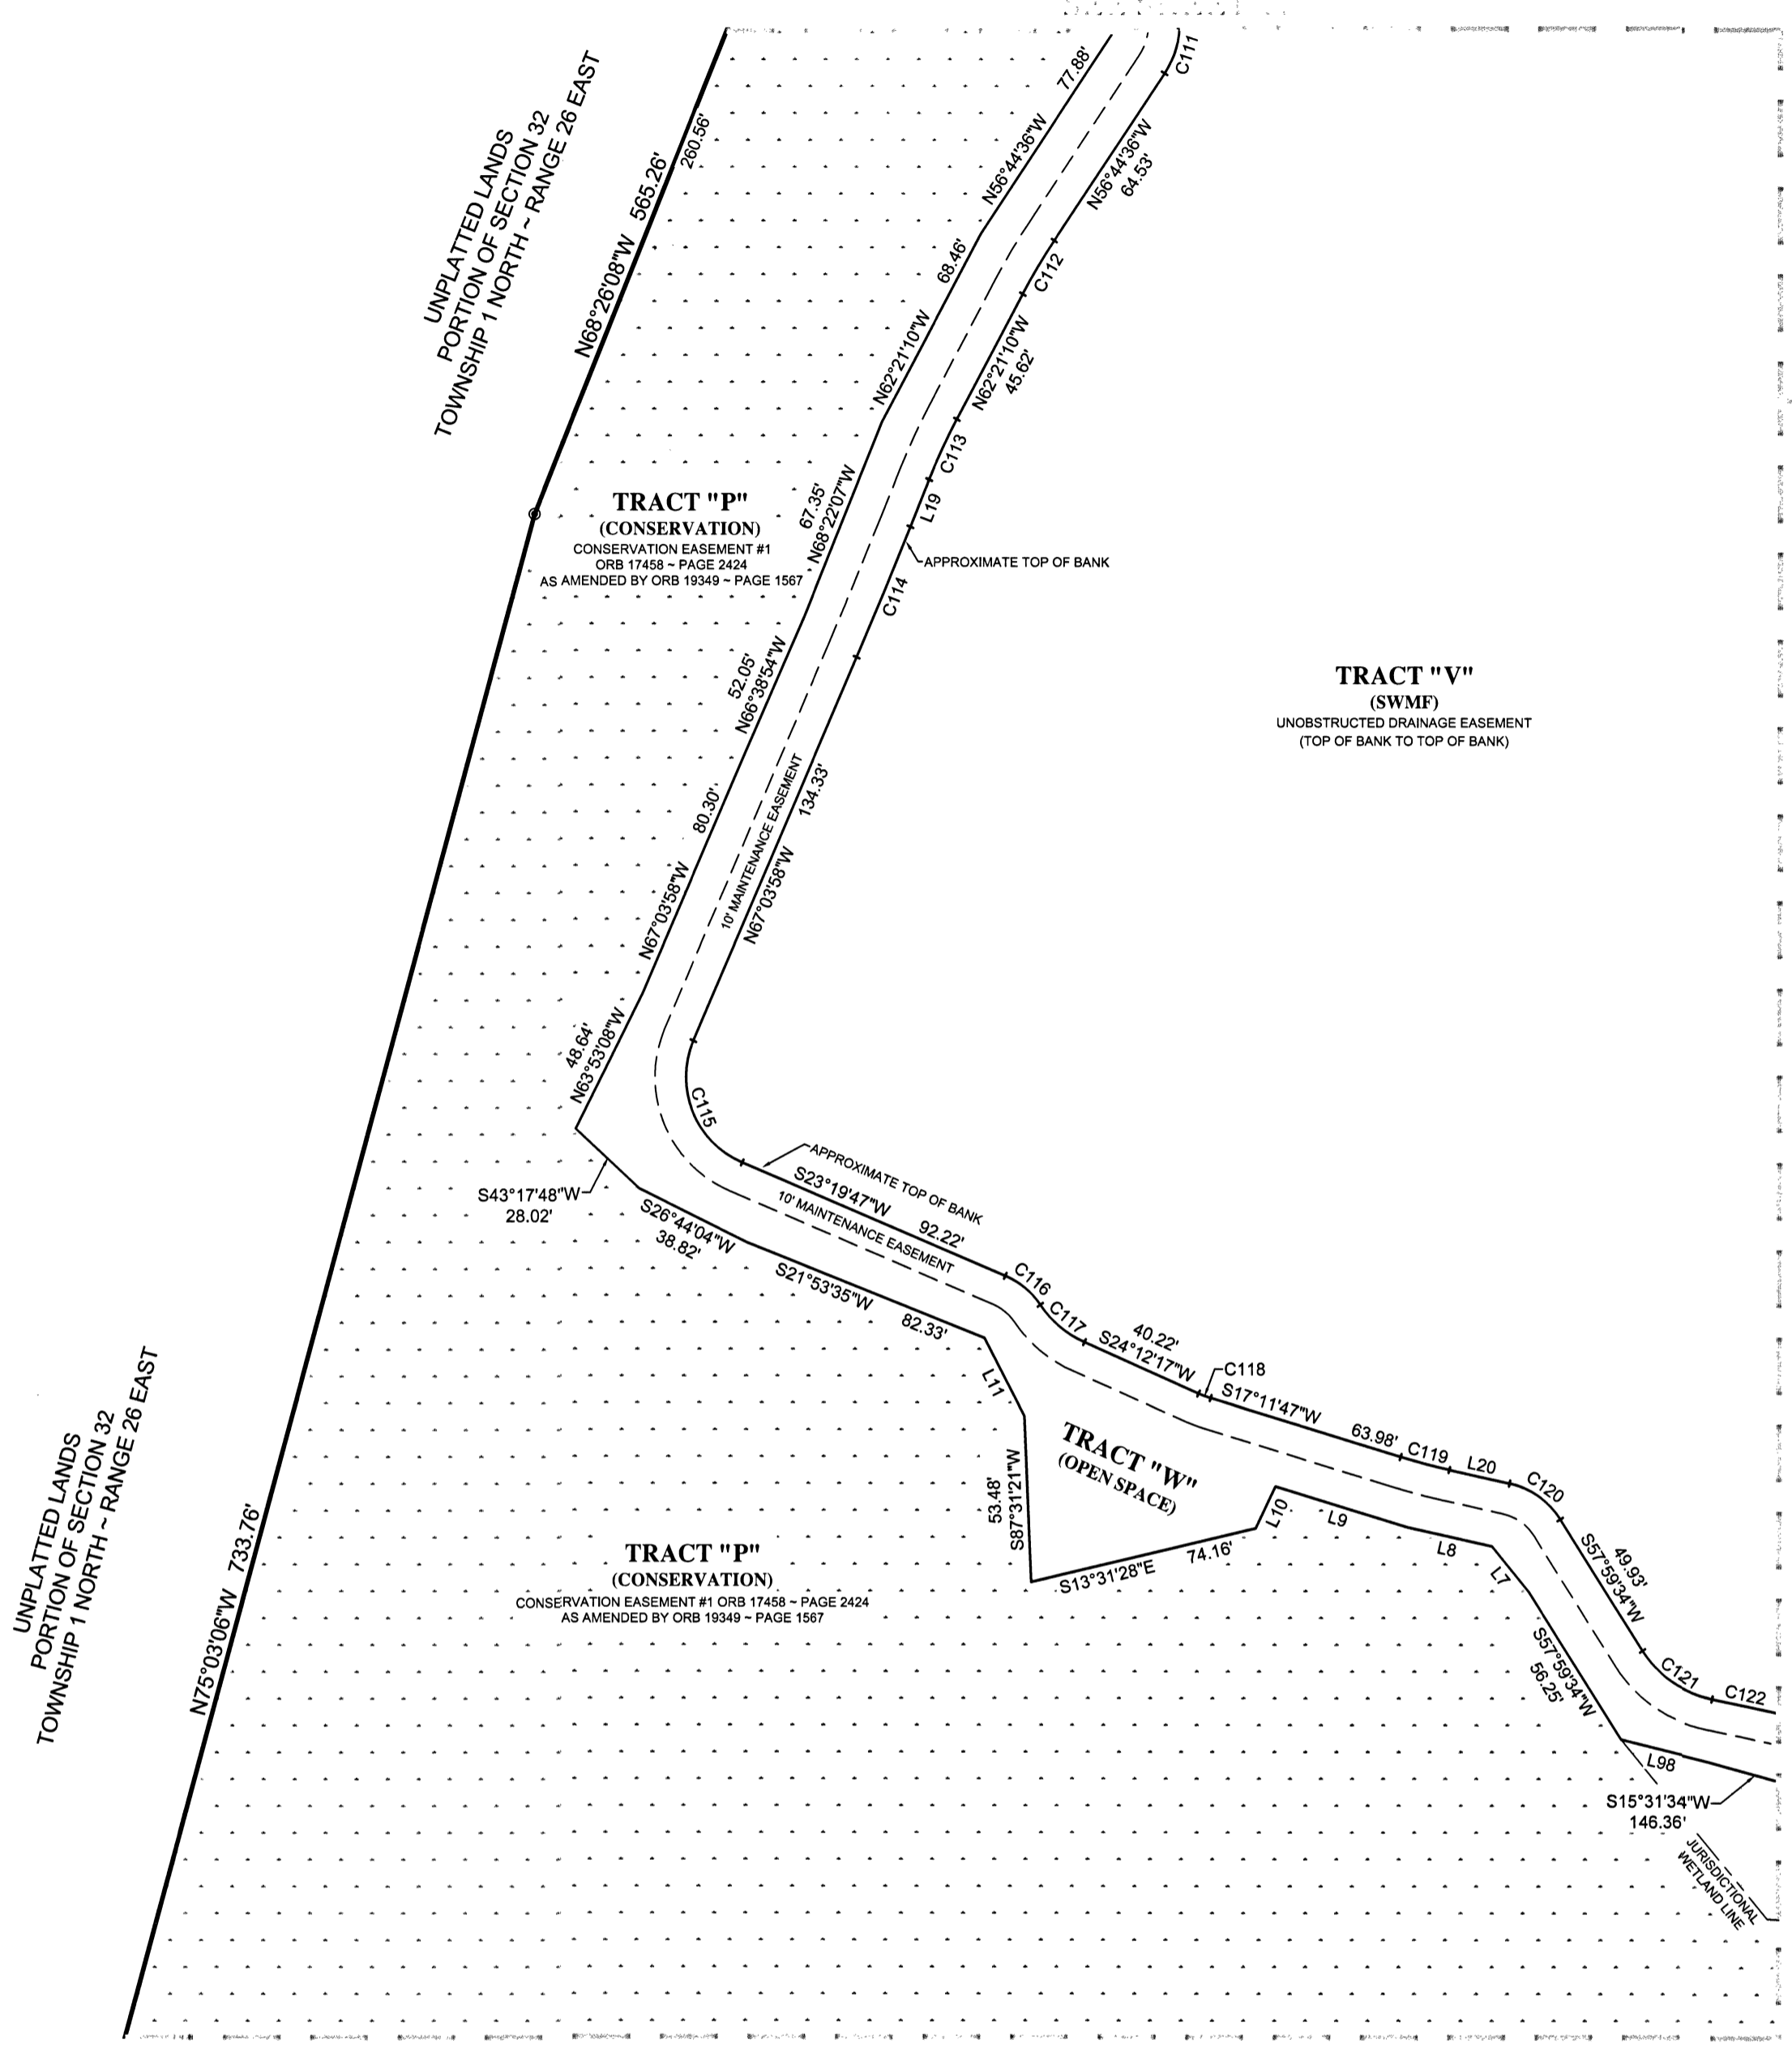 C111
77.88'
UNPLATTED LANDS
PORTION OF SECTION 32
TOWNSHIP 1 NORTH ~ RANGE 26 EAST
N68°26'08"W 565.26'
260.56'
N56°44'36"W
N56°44'36"W
64.53'
68.46'
C112
N62°21'10"W
N62°21'10"W
45.62'
C113
L19
TRACT "P"
(CONSERVATION)
CONSERVATION EASEMENT #1
ORB 17458 ~ PAGE 2424
AS AMENDED BY ORB 19349 ~ PAGE 1567
67.35'
N68°22'07"W
APPROXIMATE TOP OF BANK
C114
52.05'
N66°38'54"W
TRACT "V"
(SWMF)
UNOBSTRUCTED DRAINAGE EASEMENT
(TOP OF BANK TO TOP OF BANK)
80.30'
10' MAINTENANCE EASEMENT
134.33'
N67°03'58"W
N67°03'58"W
48.64'
N63°53'08"W
C115
APPROXIMATE TOP OF BANK
S43°17'48"W
28.02'
S23°19'47"W 92.22'
10' MAINTENANCE EASEMENT
S26°44'04"W
38.82'
S21°53'35"W 82.33'
C116
C117
40.22'
S24°12'17"W
C118
S17°11'47"W 63.98'
C119
L20
C120
L11
TRACT "W"
(OPEN SPACE)
53.48'
S87°31'21"W
S13°31'28"E 74.16'
L10
L9
L8
L7
49.93'
S57°59'34"W
S57°59'34"W
56.25'
C121
C122
L98
S15°31'34"W
146.36'
JURISDICTIONAL
WETLAND LINE
UNPLATTED LANDS
PORTION OF SECTION 32
TOWNSHIP 1 NORTH ~ RANGE 26 EAST
N75°03'06"W 733.76'
TRACT "P"
(CONSERVATION)
CONSERVATION EASEMENT #1 ORB 17458 ~ PAGE 2424
AS AMENDED BY ORB 19349 ~ PAGE 1567